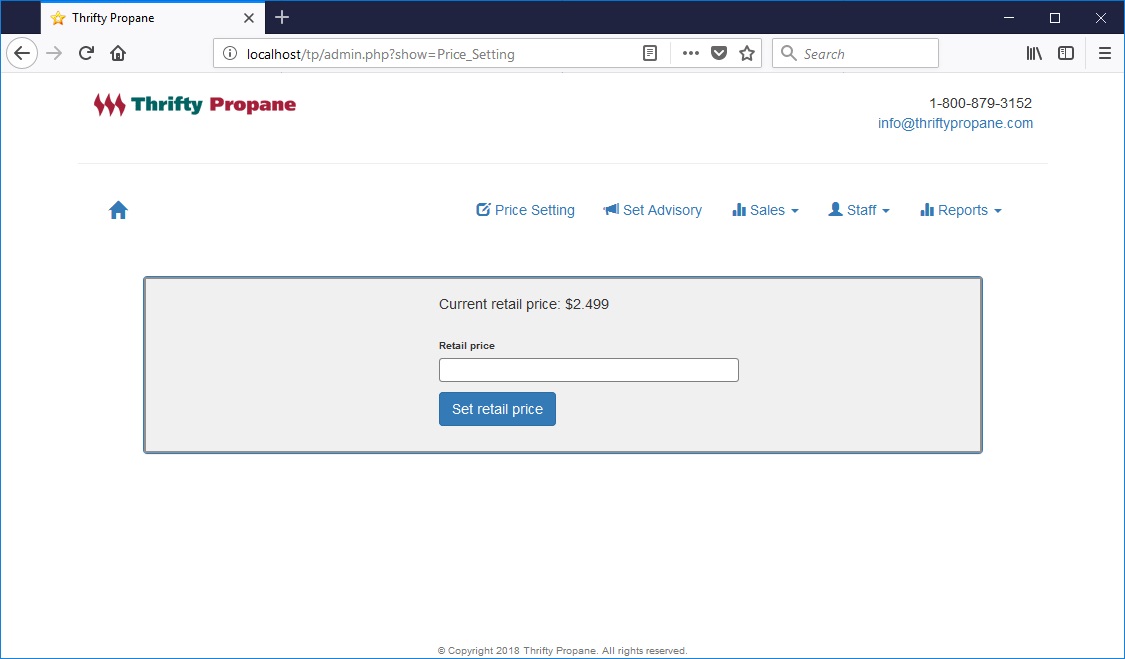 Thrifty Propane
localhost/tp/admin.php?show=Price_Setting
Search
Thrifty Propane
1-800-879-3152
info@thriftypropane.com
Price Setting Set Advisory Sales Staff Reports
Current retail price: $2.499
Retail price
Set retail price
© Copyright 2018 Thrifty Propane. All rights reserved.